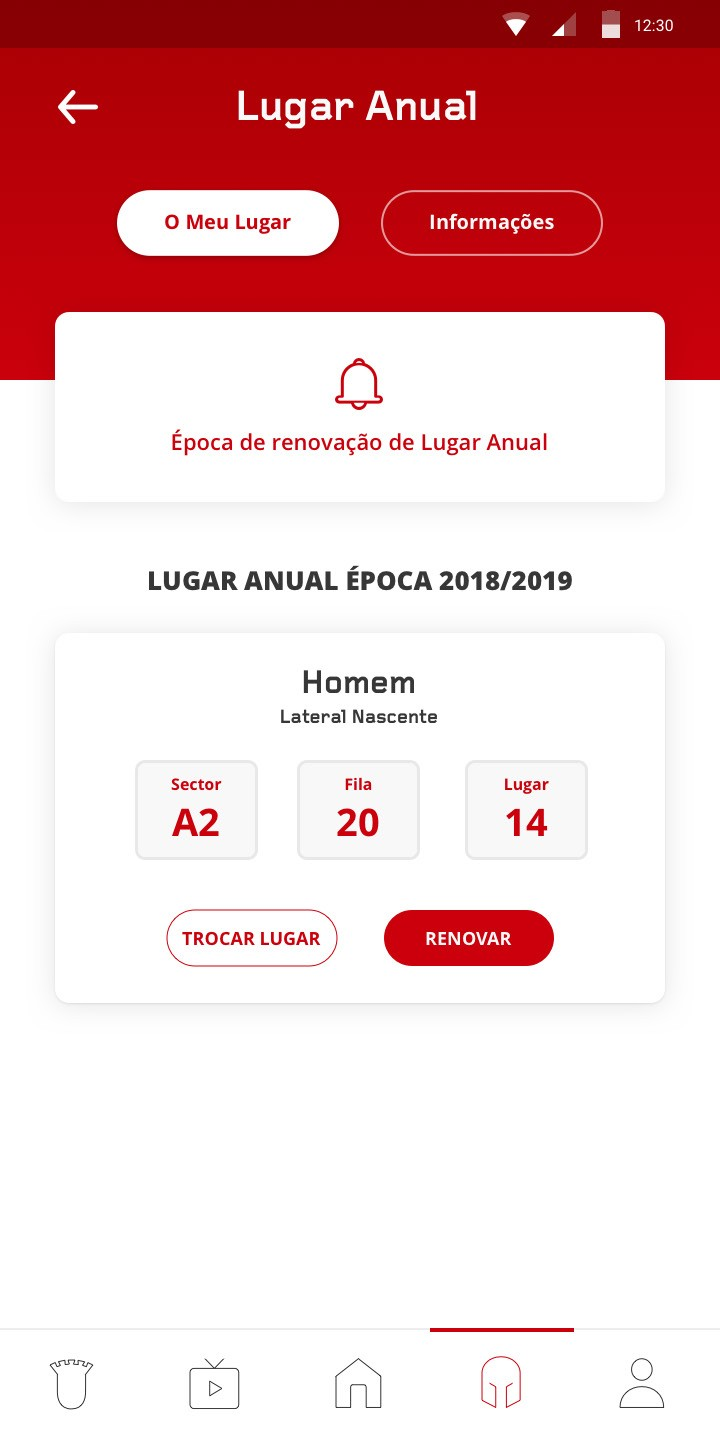 12:30
Lugar Anual
O Meu Lugar
Informações
Época de renovação de Lugar Anual
LUGAR ANUAL ÉPOCA 2018/2019
Homem
Lateral Nascente
Sector
A2
Fila
20
Lugar
14
TROCAR LUGAR
RENOVAR